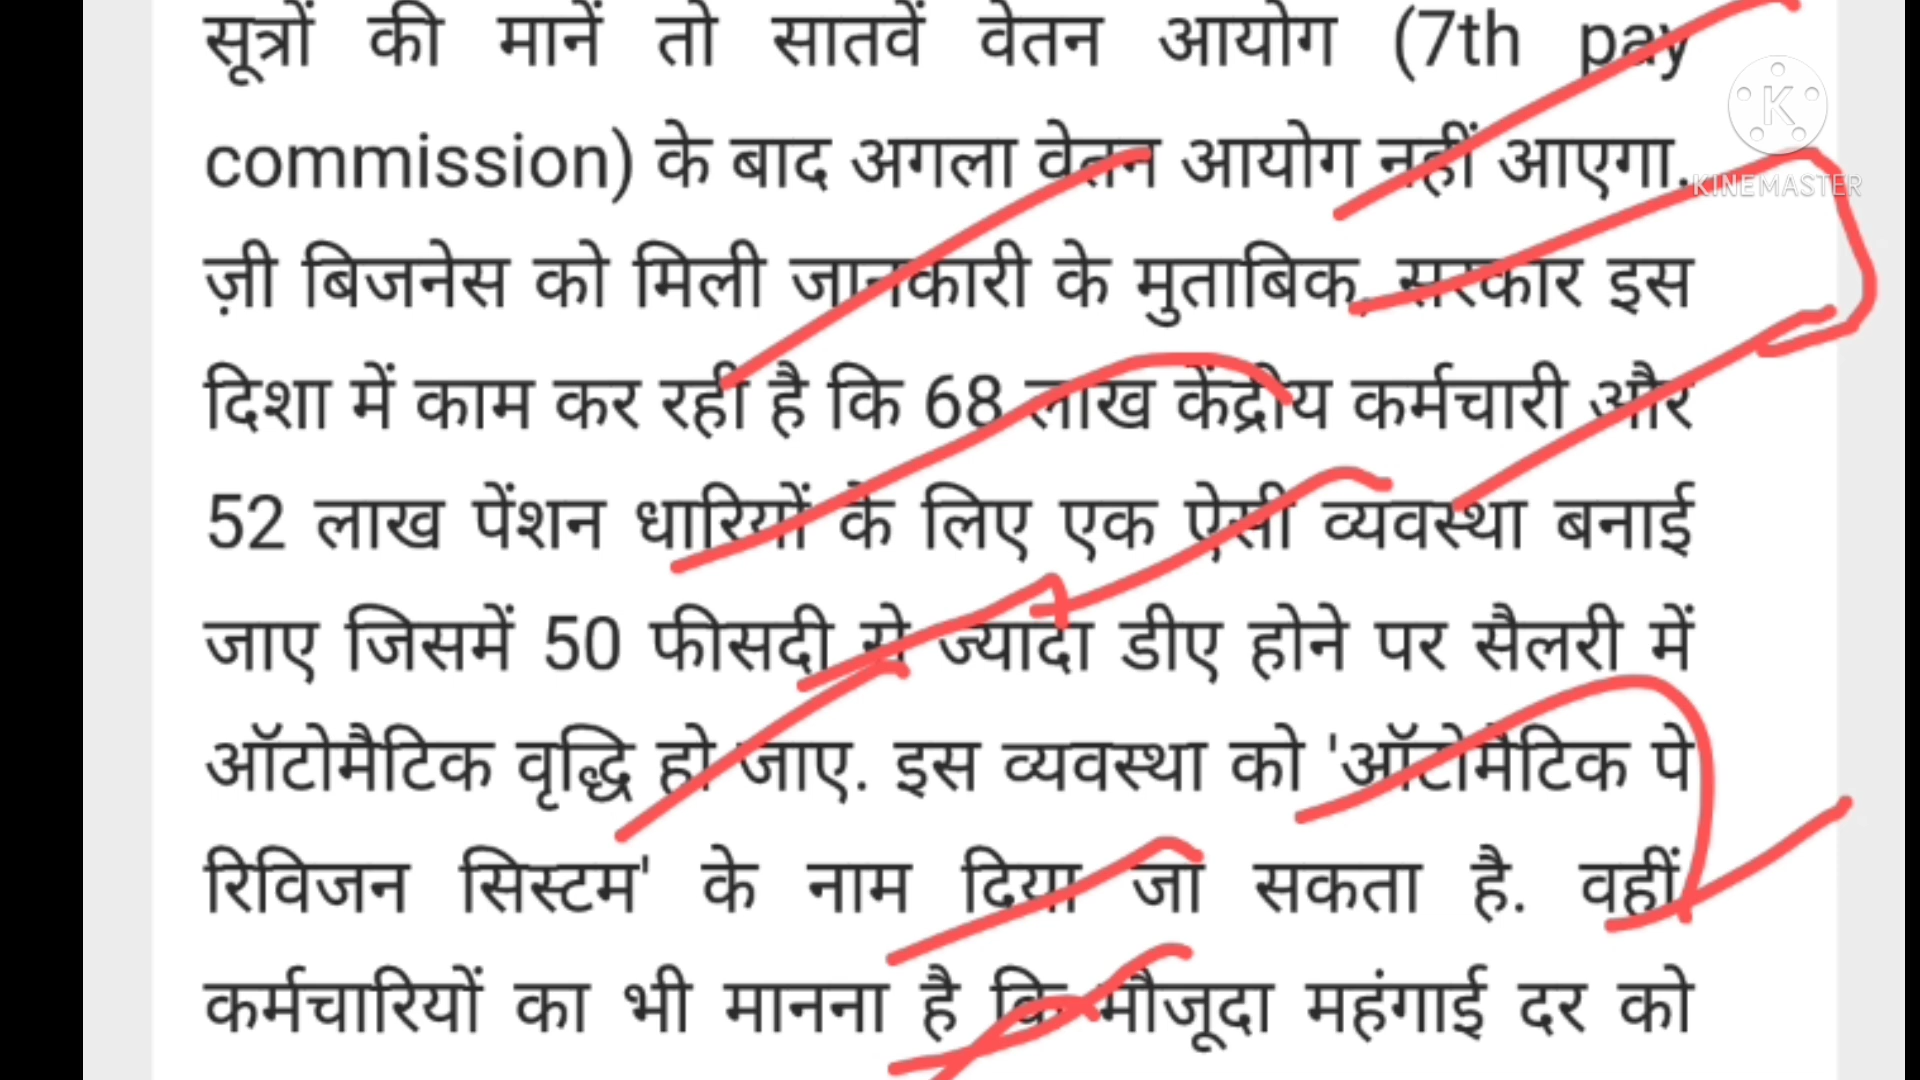 सूत्रों की मानें तो सातवें वेतन आयोग (7th pay
commission) के बाद अगला वेतन आयोग नहीं आएगा.
ज़ी बिजनेस को मिली जानकारी के मुताबिक, सरकार इस
दिशा में काम कर रही है कि 68 लाख केंद्रीय कर्मचारी और
52 लाख पेंशन धारियों के लिए एक ऐसी व्यवस्था बनाई
जाए जिसमें 50 फीसदी से ज्यादा डीए होने पर सैलरी में
ऑटोमैटिक वृद्धि हो जाए. इस व्यवस्था को 'ऑटोमैटिक पे
रिविजन सिस्टम' के नाम दिया जा सकता है. वहीं
कर्मचारियों का भी मानना है कि मौजूदा महंगाई दर को
K
KINEMASTER